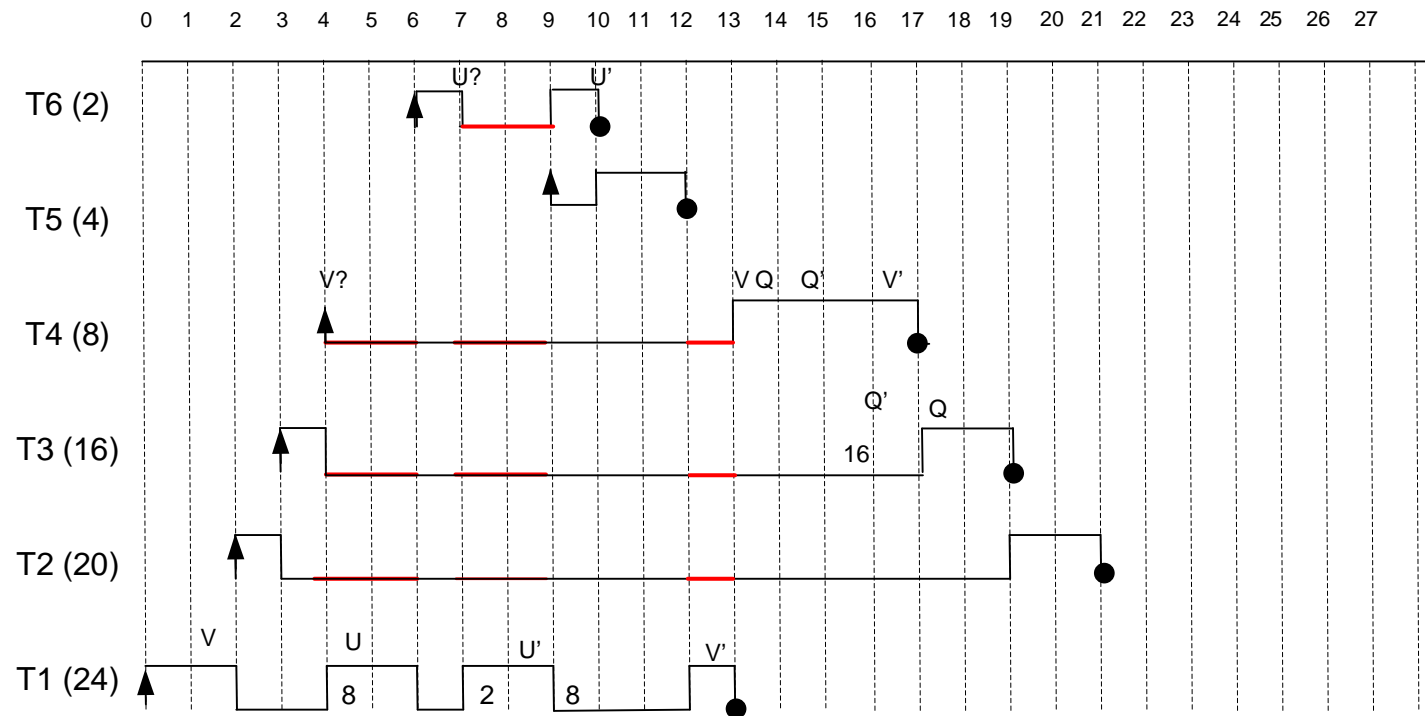 0 1 2 3 4 5 6 7 8 9 10 11 12 13 14 15 16 17 18 19 20 21 22 23 24 25 26 27
T6 (2) U? U’
T5 (4)
V? V Q Q’ V’
T4 (8)
Q’ Q
T3 (16) 16
T2 (20)
V U U’ V’
T1 (24) 8 2 8